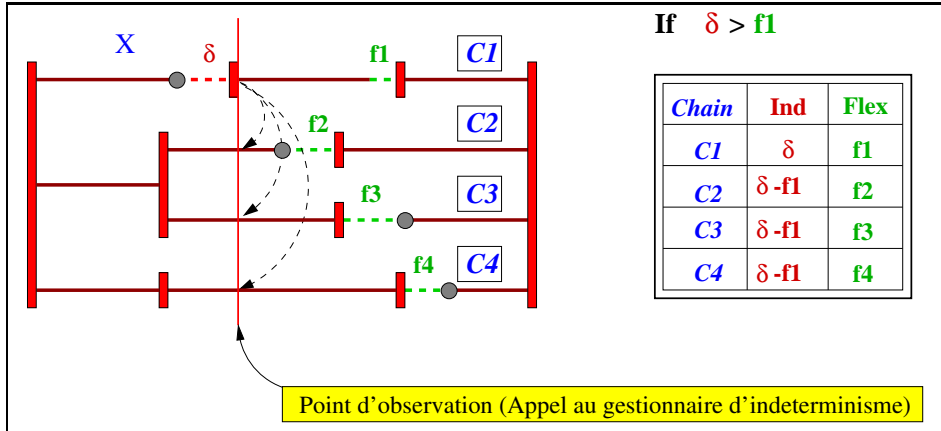 If δ > f1
X
δ
f1
C1
f2
C2
f3
C3
f4
C4
Chain Ind Flex
C1 δ f1
C2 δ -f1 f2
C3 δ -f1 f3
C4 δ -f1 f4
Point d'observation (Appel au gestionnaire d'indeterminisme)